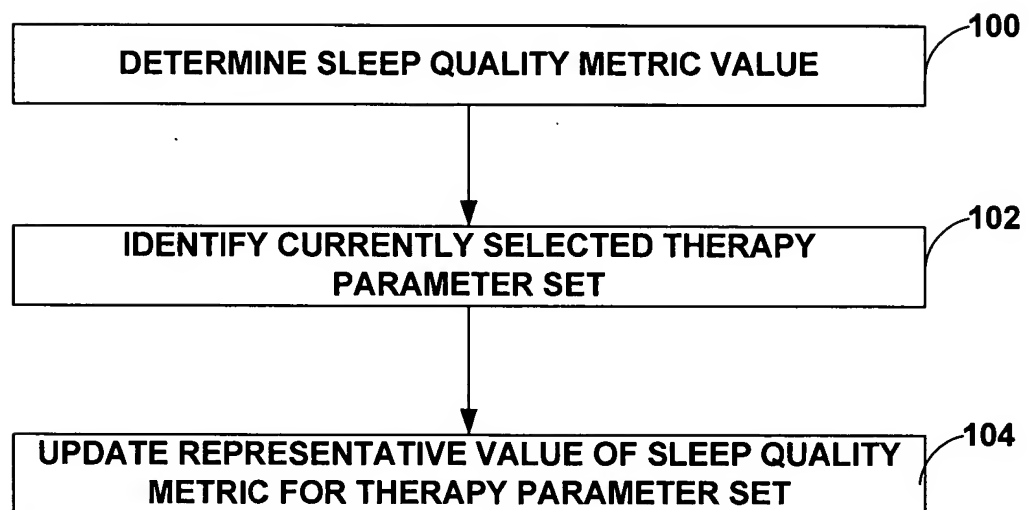 100
DETERMINE SLEEP QUALITY METRIC VALUE
102
IDENTIFY CURRENTLY SELECTED THERAPY
PARAMETER SET
104
UPDATE REPRESENTATIVE VALUE OF SLEEP QUALITY
METRIC FOR THERAPY PARAMETER SET